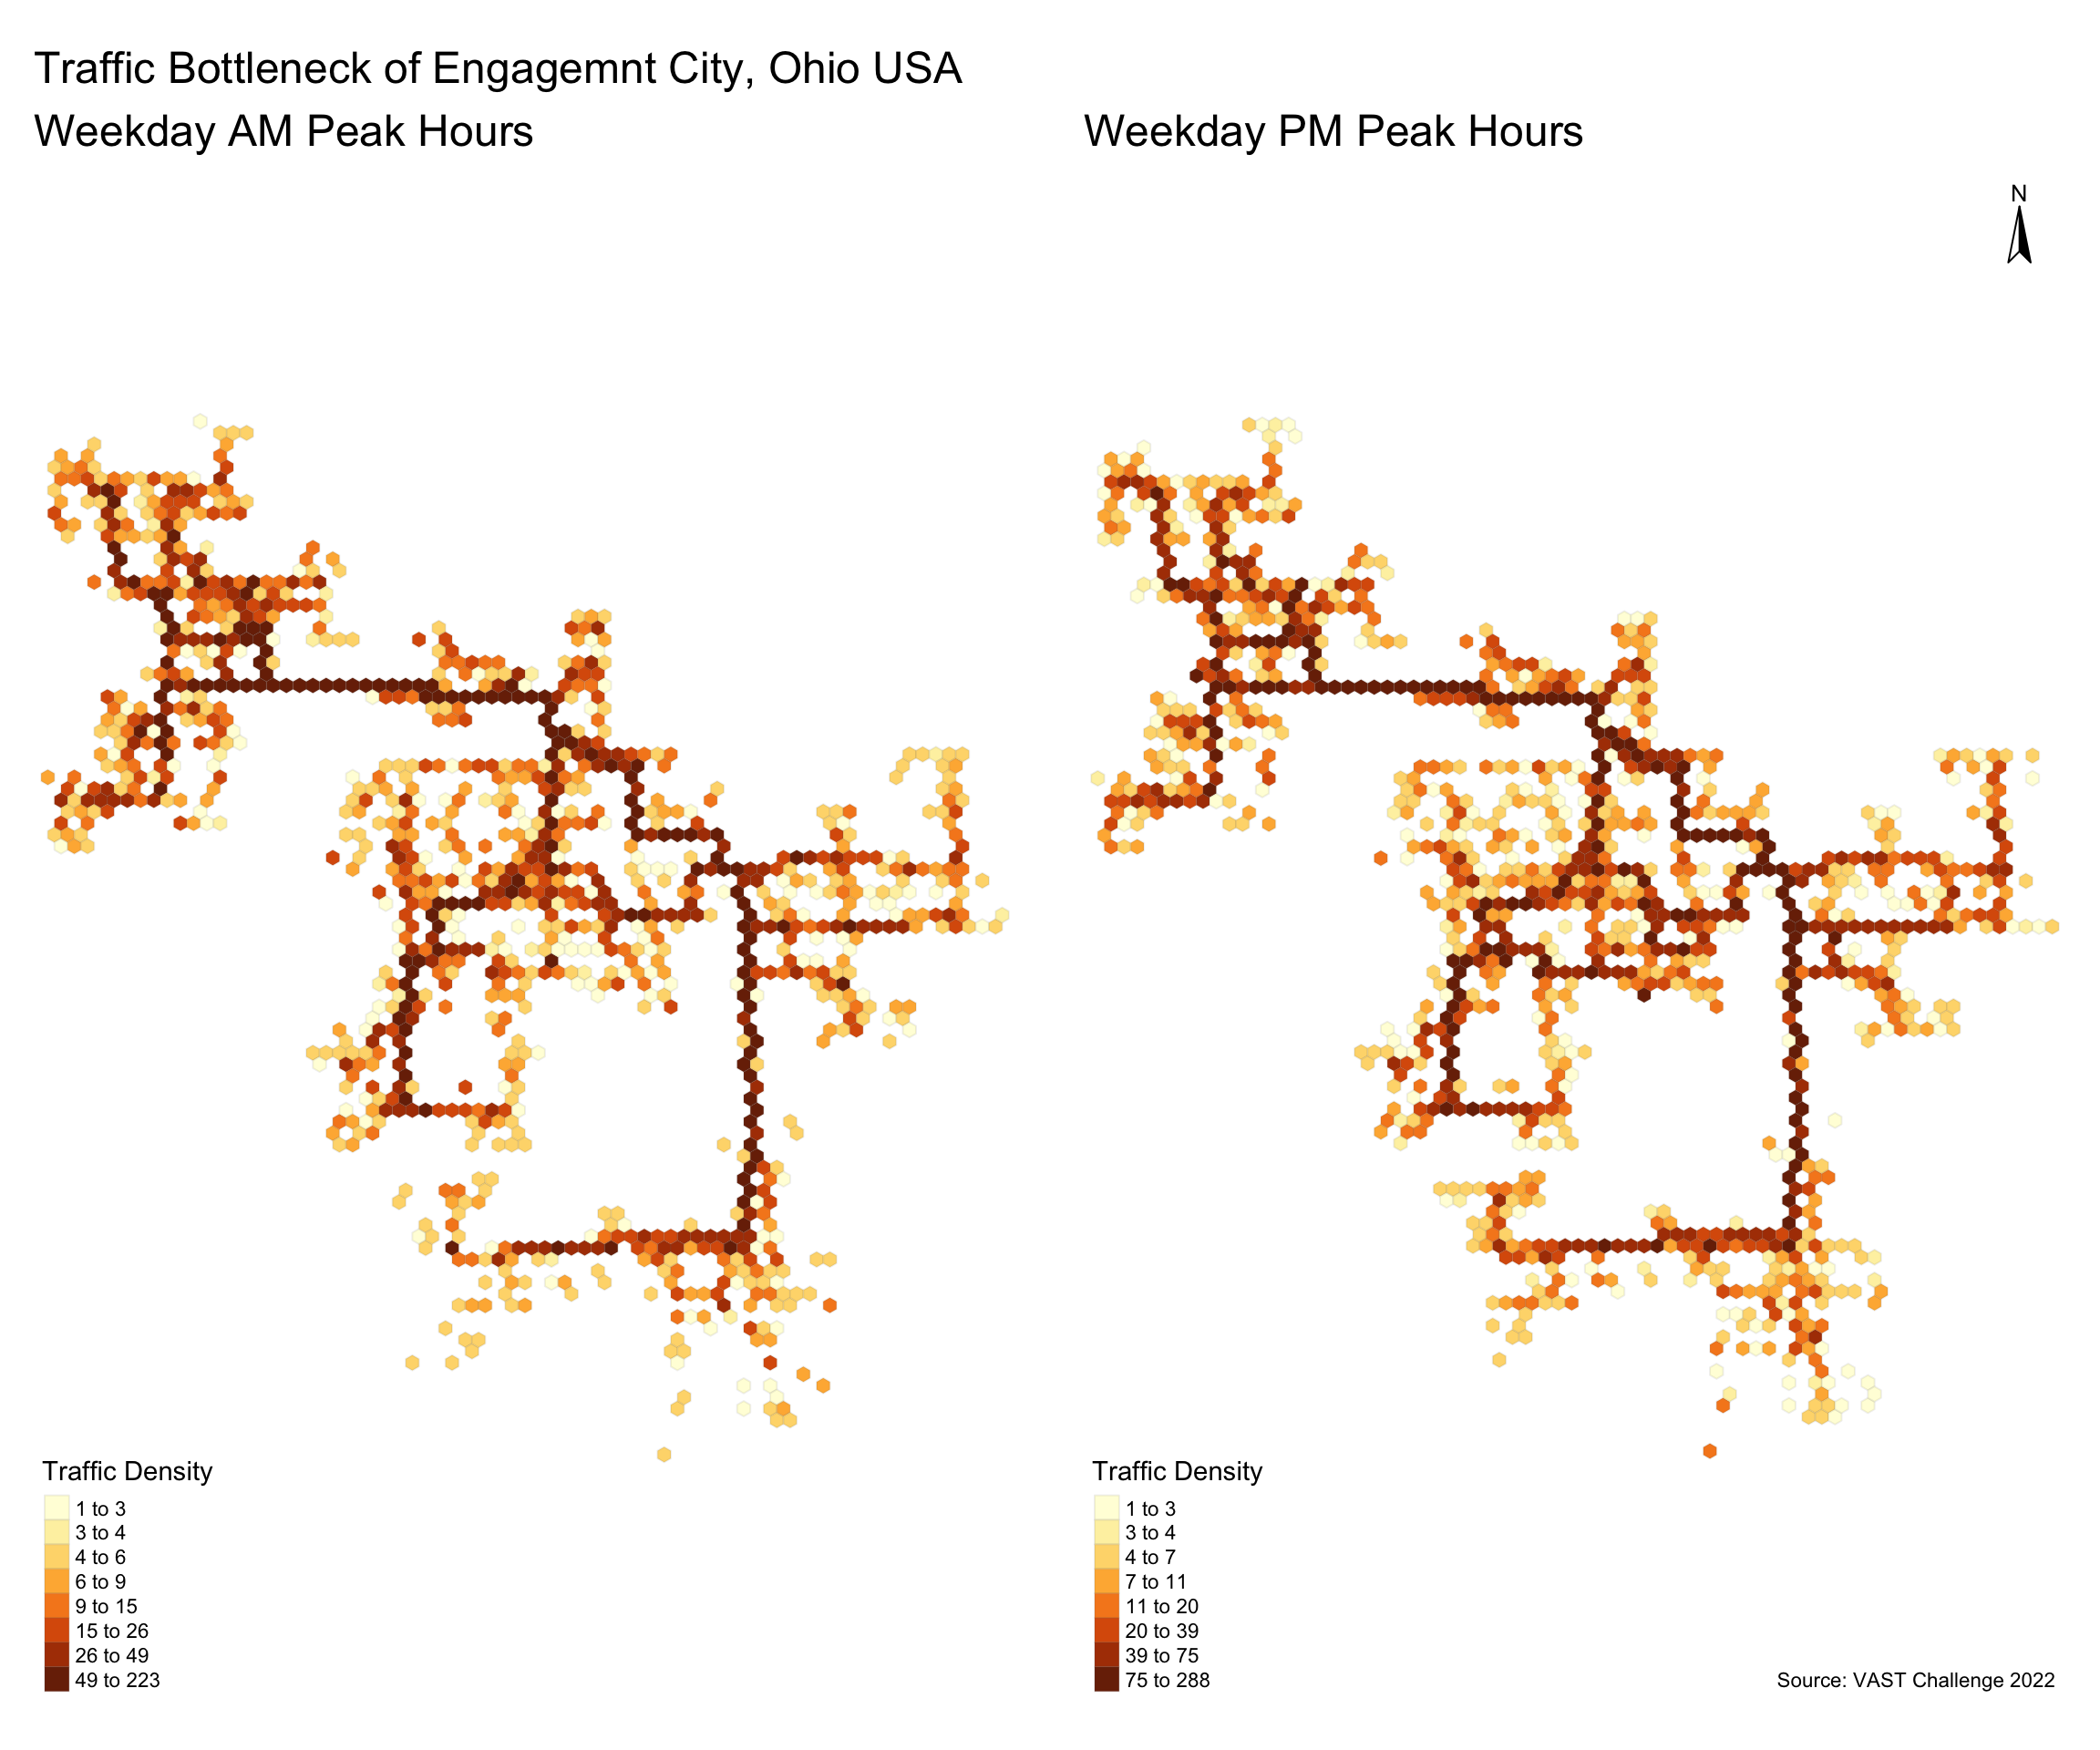 Traffic Bottleneck of Engagemnt City, Ohio USA
Weekday AM Peak Hours
Weekday PM Peak Hours
N
Traffic Density
1 to 3
3 to 4
4 to 6
6 to 9
9 to 15
15 to 26
26 to 49
49 to 223
Traffic Density
1 to 3
3 to 4
4 to 7
7 to 11
11 to 20
20 to 39
39 to 75
75 to 288
Source: VAST Challenge 2022